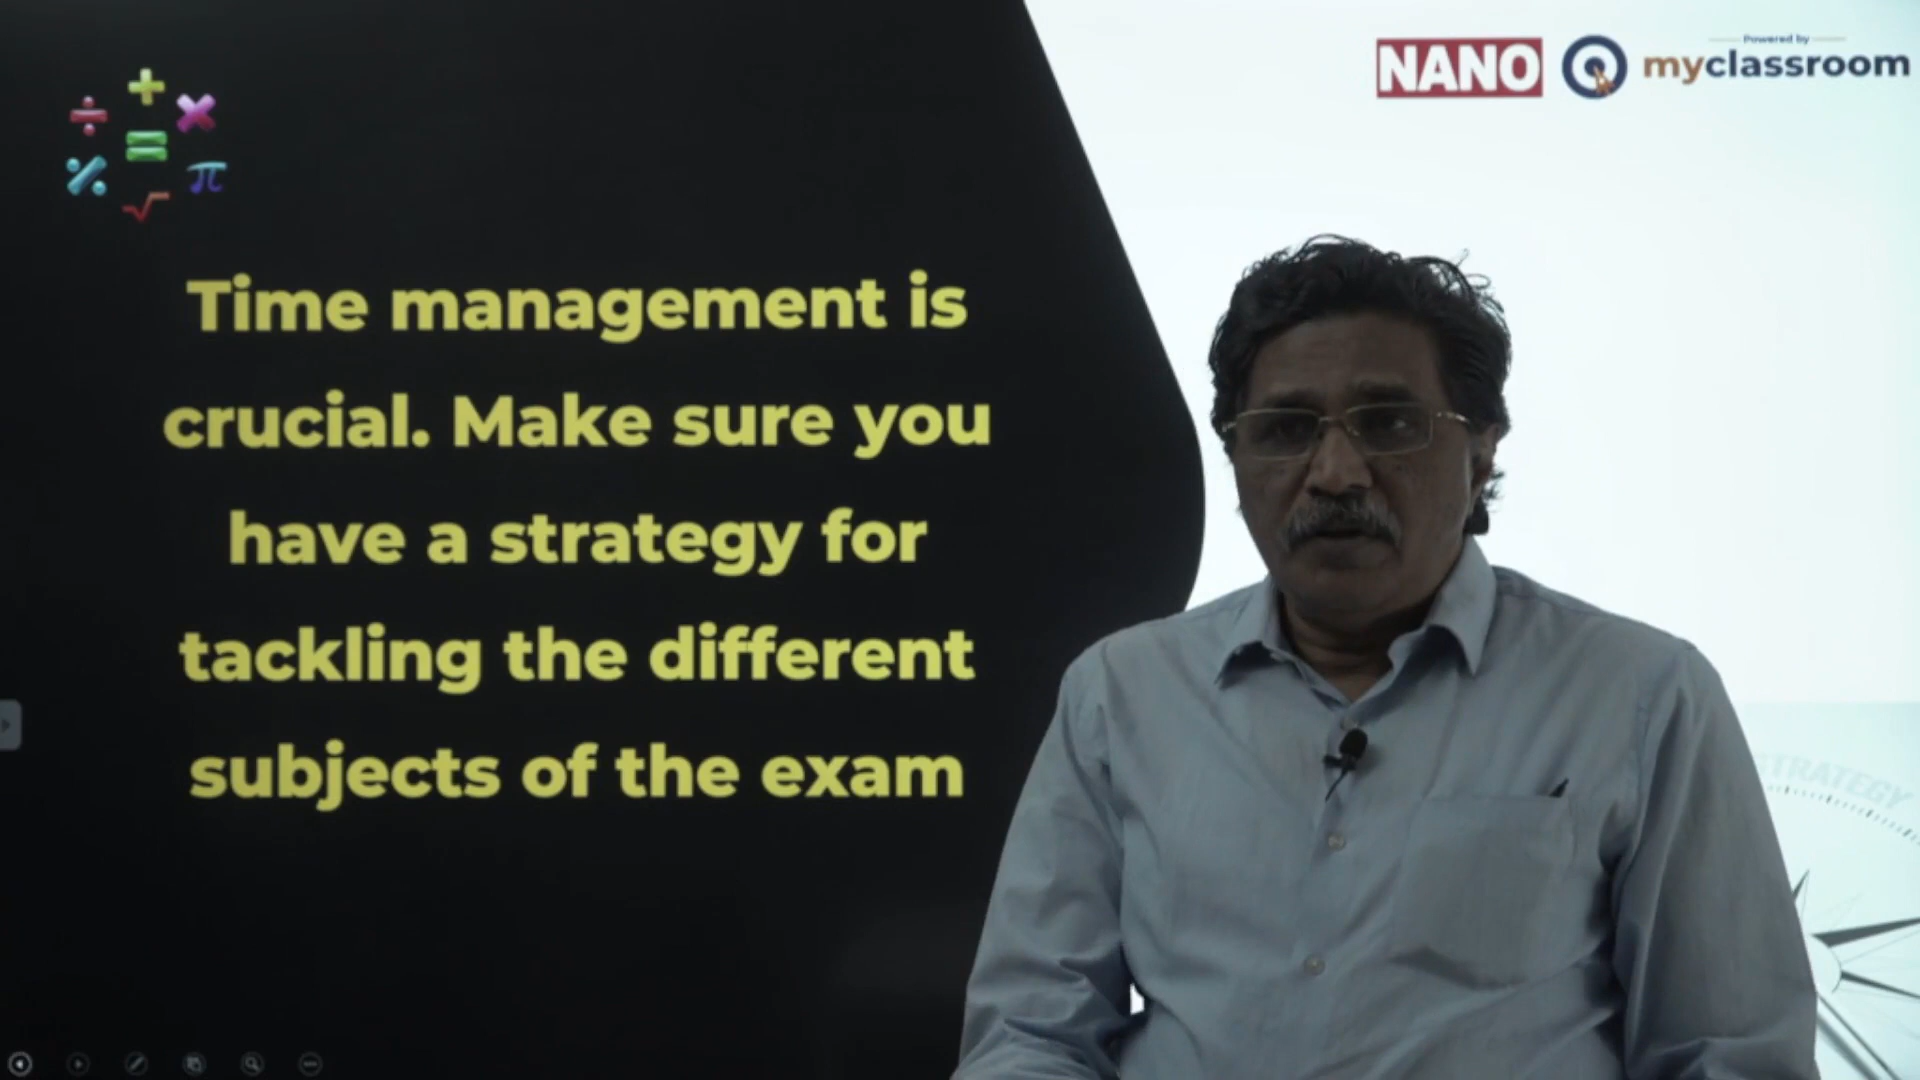 Powered by
NANO myclassroom
Time management is
crucial. Make sure you
have a strategy for
tackling the different
subjects of the exam
STRATEGY